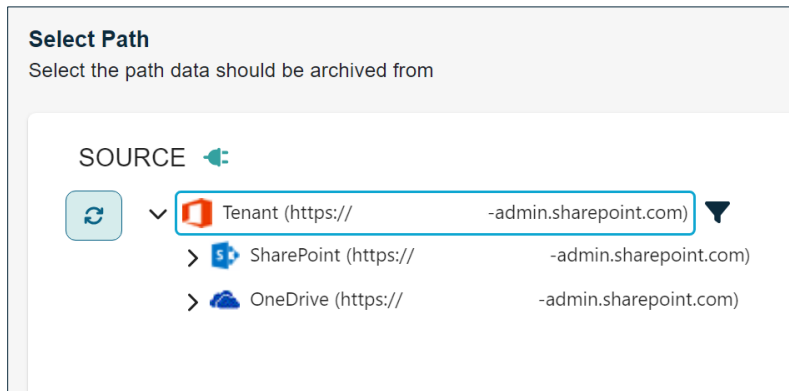 Select Path
Select the path data should be archived from
SOURCE
Tenant (https:// -admin.sharepoint.com)
SharePoint (https:// -admin.sharepoint.com)
OneDrive (https:// -admin.sharepoint.com)